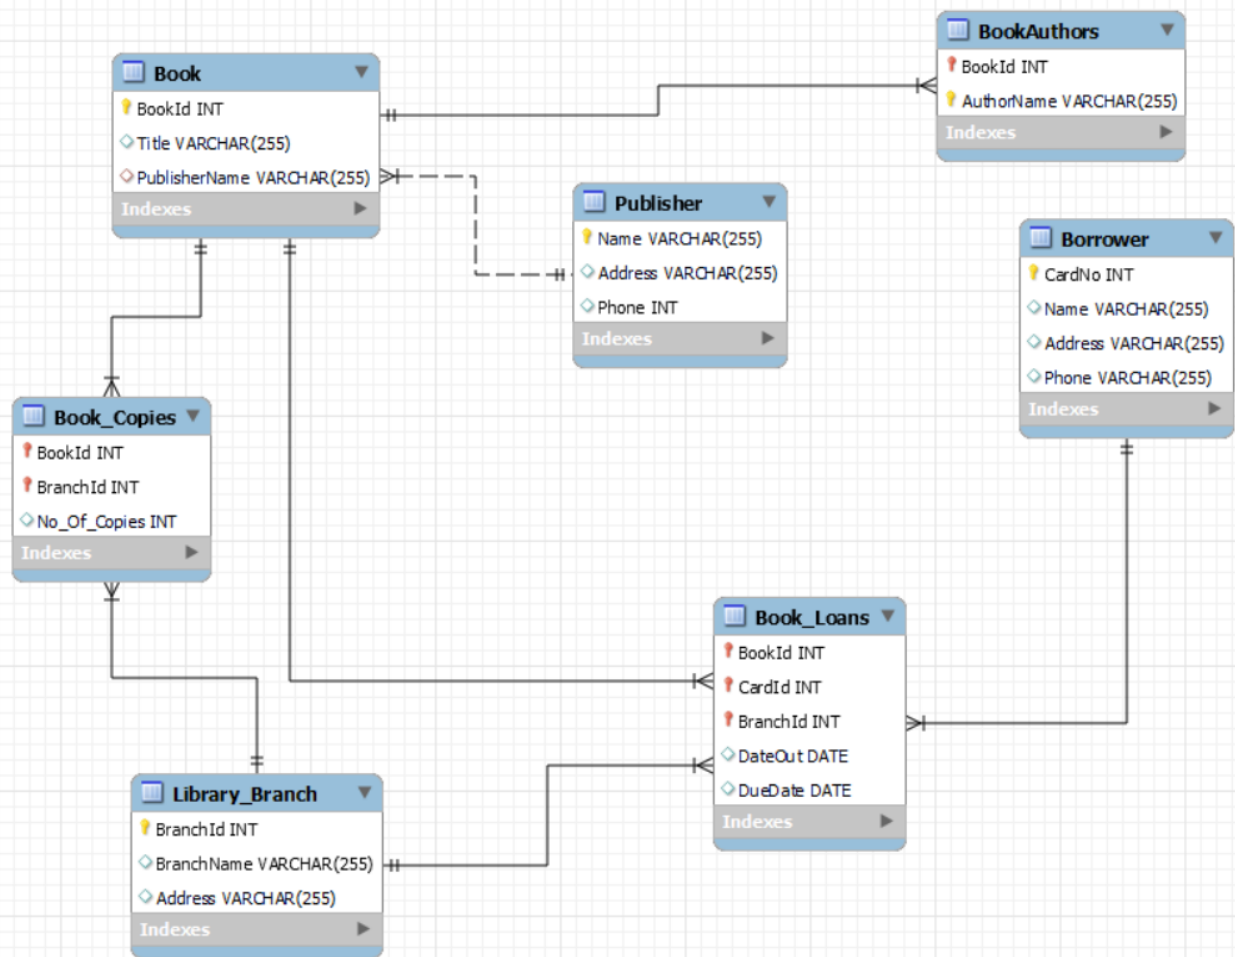 Book
BookId INT
Title VARCHAR(255)
PublisherName VARCHAR(255)
Indexes
BookAuthors
BookId INT
AuthorName VARCHAR(255)
Indexes
Publisher
Name VARCHAR(255)
Address VARCHAR(255)
Phone INT
Indexes
Borrower
CardNo INT
Name VARCHAR(255)
Address VARCHAR(255)
Phone VARCHAR(255)
Indexes
Book_Copies
BookId INT
BranchId INT
No_Of_Copies INT
Indexes
Book_Loans
BookId INT
CardId INT
BranchId INT
DateOut DATE
DueDate DATE
Indexes
Library_Branch
BranchId INT
BranchName VARCHAR(255)
Address VARCHAR(255)
Indexes